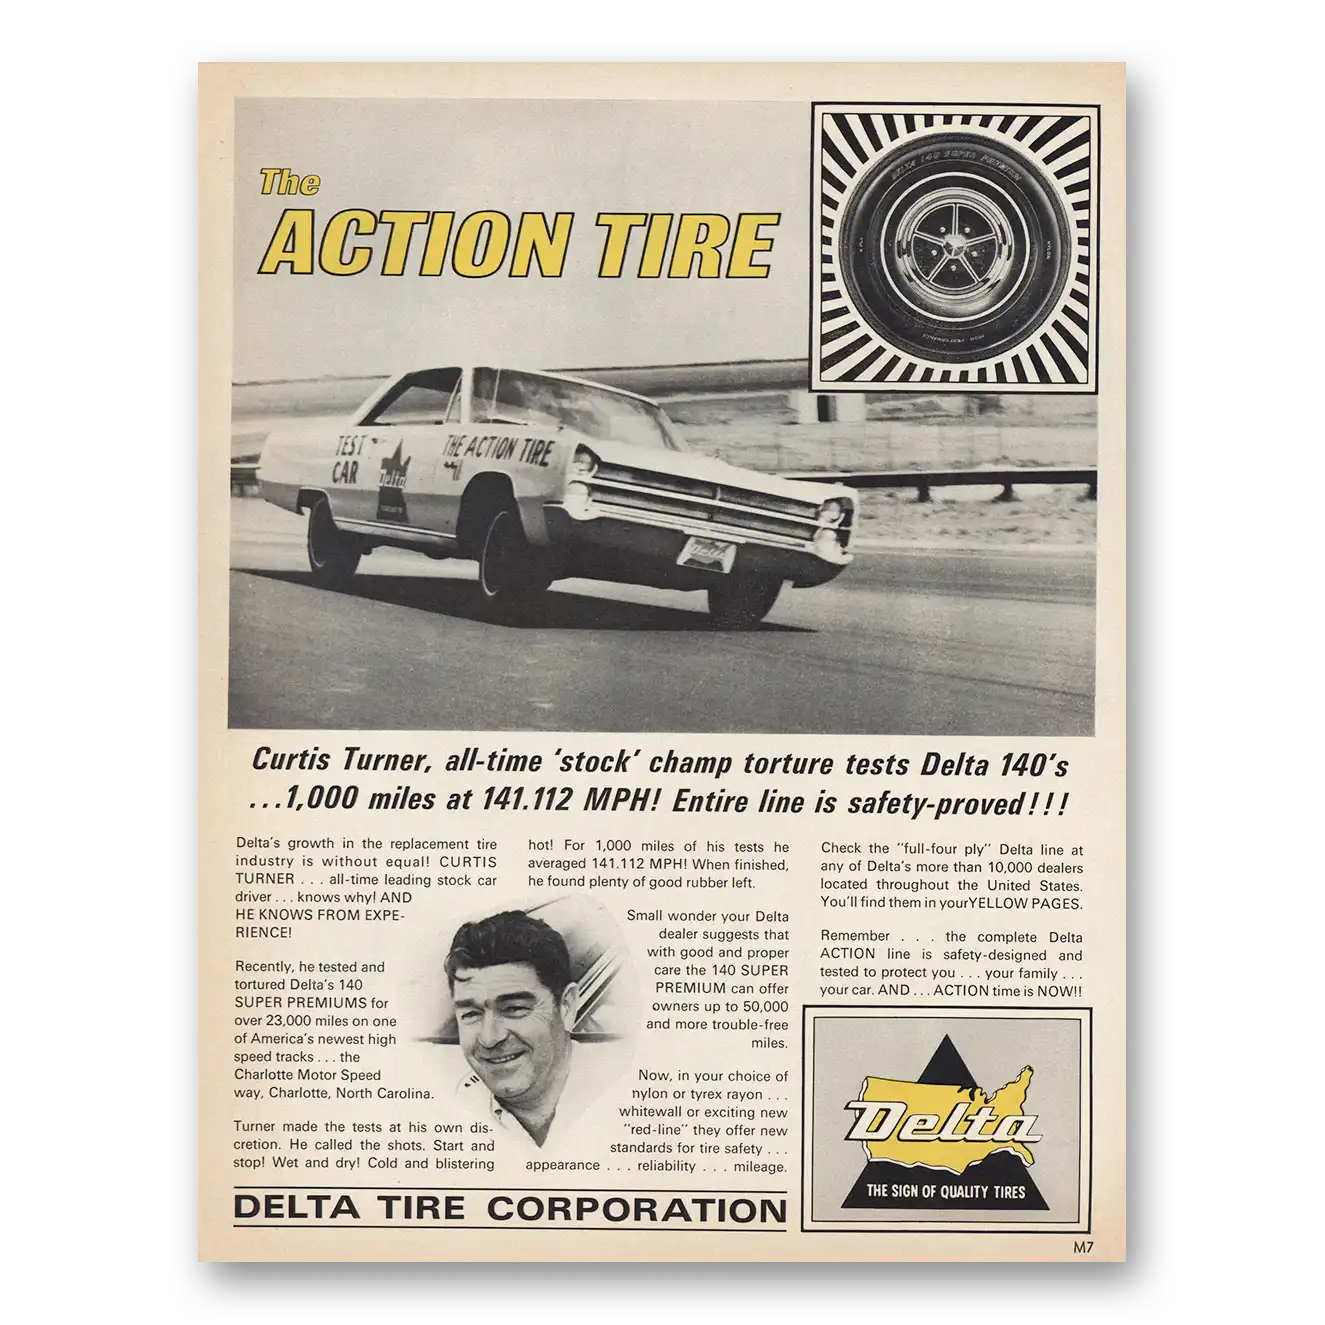 The
ACTION TIRE
DELTA 140 SUPER PREMIUM
4 PLY
NYLON
HIGH PERFORMANCE
TEST
CAR
Delta
THE ACTION TIRE
Delta
Curtis Turner, all-time 'stock' champ torture tests Delta 140's
...1,000 miles at 141.112 MPH! Entire line is safety-proved!!!
Delta's growth in the replacement tire
industry is without equal! CURTIS
TURNER . . . all-time leading stock car
driver . . . knows why! AND
HE KNOWS FROM EXPE-
RIENCE!
Recently, he tested and
tortured Delta's 140
SUPER PREMIUMS for
over 23,000 miles on one
of America's newest high
speed tracks . . . the
Charlotte Motor Speed
way, Charlotte, North Carolina.
Turner made the tests at his own dis-
cretion. He called the shots. Start and
stop! Wet and dry! Cold and blistering
hot! For 1,000 miles of his tests he
averaged 141.112 MPH! When finished,
he found plenty of good rubber left.
Small wonder your Delta
dealer suggests that
with good and proper
care the 140 SUPER
PREMIUM can offer
owners up to 50,000
and more trouble-free
miles.
Now, in your choice of
nylon or tyrex rayon . . .
whitewall or exciting new
"red-line" they offer new
standards for tire safety . . .
appearance . . . reliability . . . mileage.
Check the "full-four ply" Delta line at
any of Delta's more than 10,000 dealers
located throughout the United States.
You'll find them in yourYELLOW PAGES.
Remember . . . the complete Delta
ACTION line is safety-designed and
tested to protect you . . . your family . . .
your car. AND . . . ACTION time is NOW!!
Delta
THE SIGN OF QUALITY TIRES
DELTA TIRE CORPORATION
M7